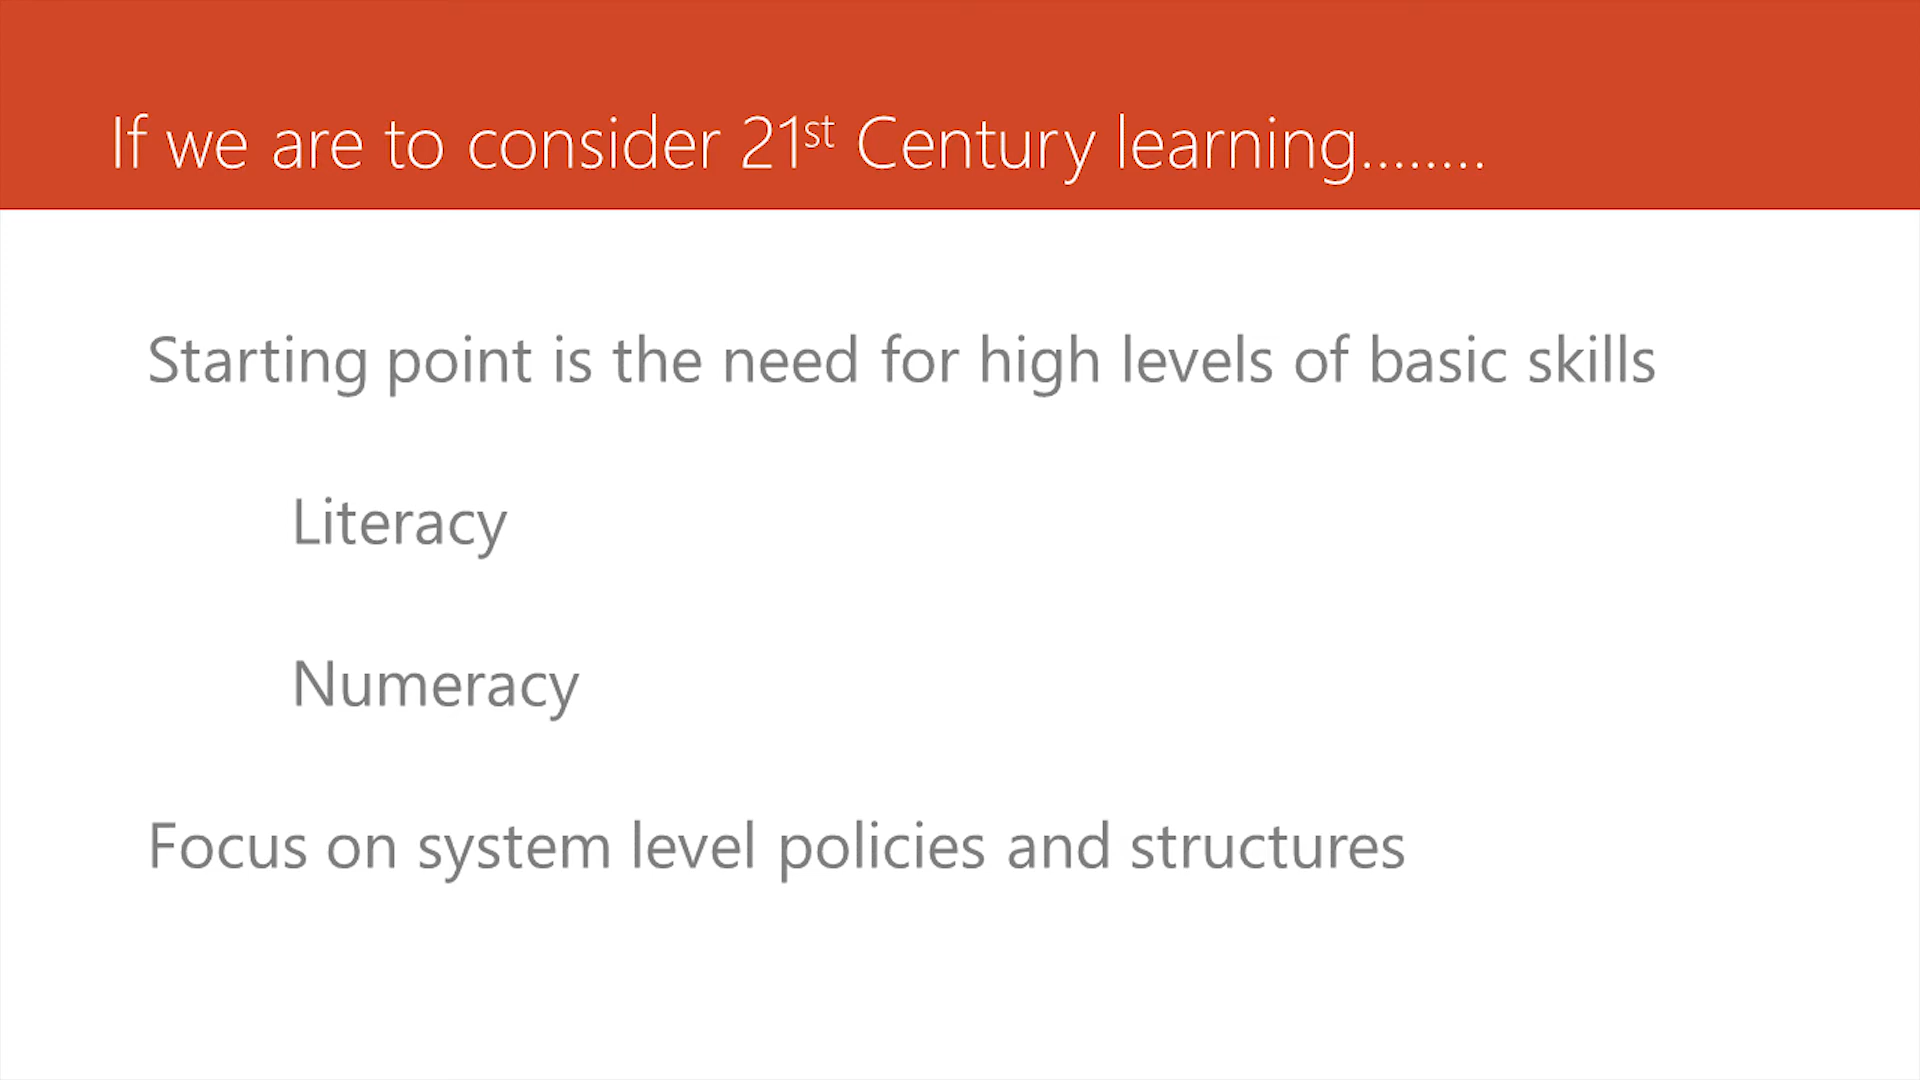 If we are to consider 21st Century learning........
Starting point is the need for high levels of basic skills
Literacy
Numeracy
Focus on system level policies and structures